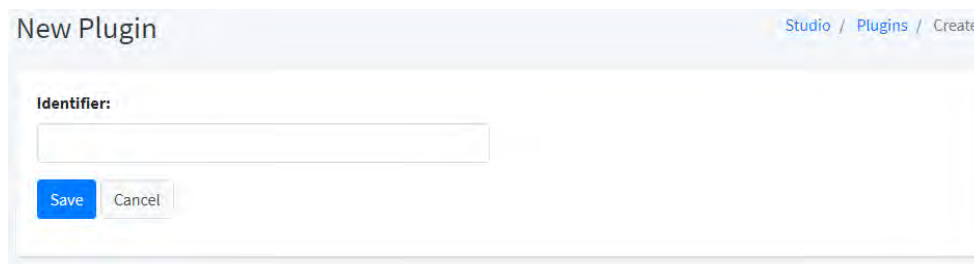 New Plugin
Studio / Plugins / Create
Identifier:
Save Cancel